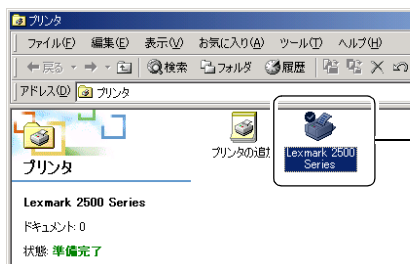 プリンタ
ファイル(F) 編集(E) 表示(V) お気に入り(A) ツール(T) ヘルプ(H)
戻る 検索 フォルダ 履歴
アドレス(D) プリンタ
プリンタ
プリンタの追加
Lexmark 2500 Series
Lexmark 2500 Series
ドキュメント: 0
状態: 準備完了